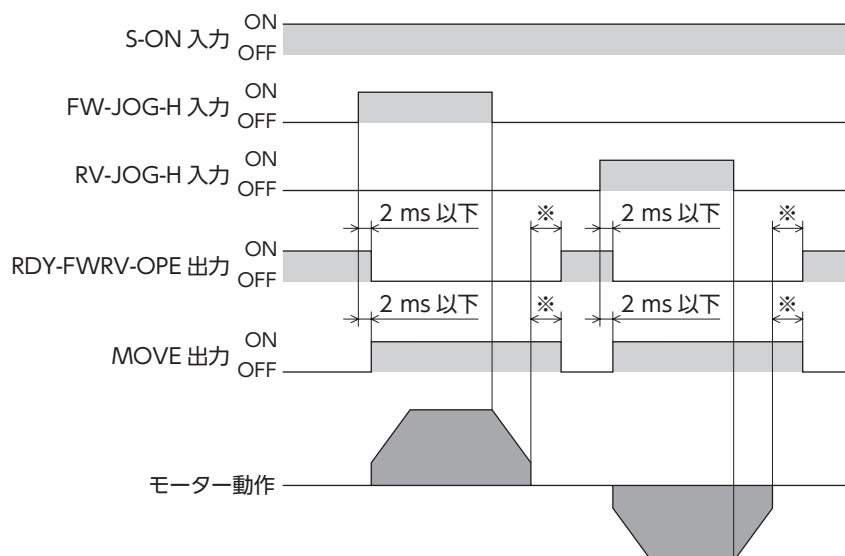 S-ON 入力 ON
OFF
FW-JOG-H 入力 ON
OFF
RV-JOG-H 入力 ON
OFF
2 ms 以下 ※ 2 ms 以下 ※
RDY-FWRV-OPE 出力 ON
OFF
2 ms 以下 ※ 2 ms 以下 ※
MOVE 出力 ON
OFF
モーター動作